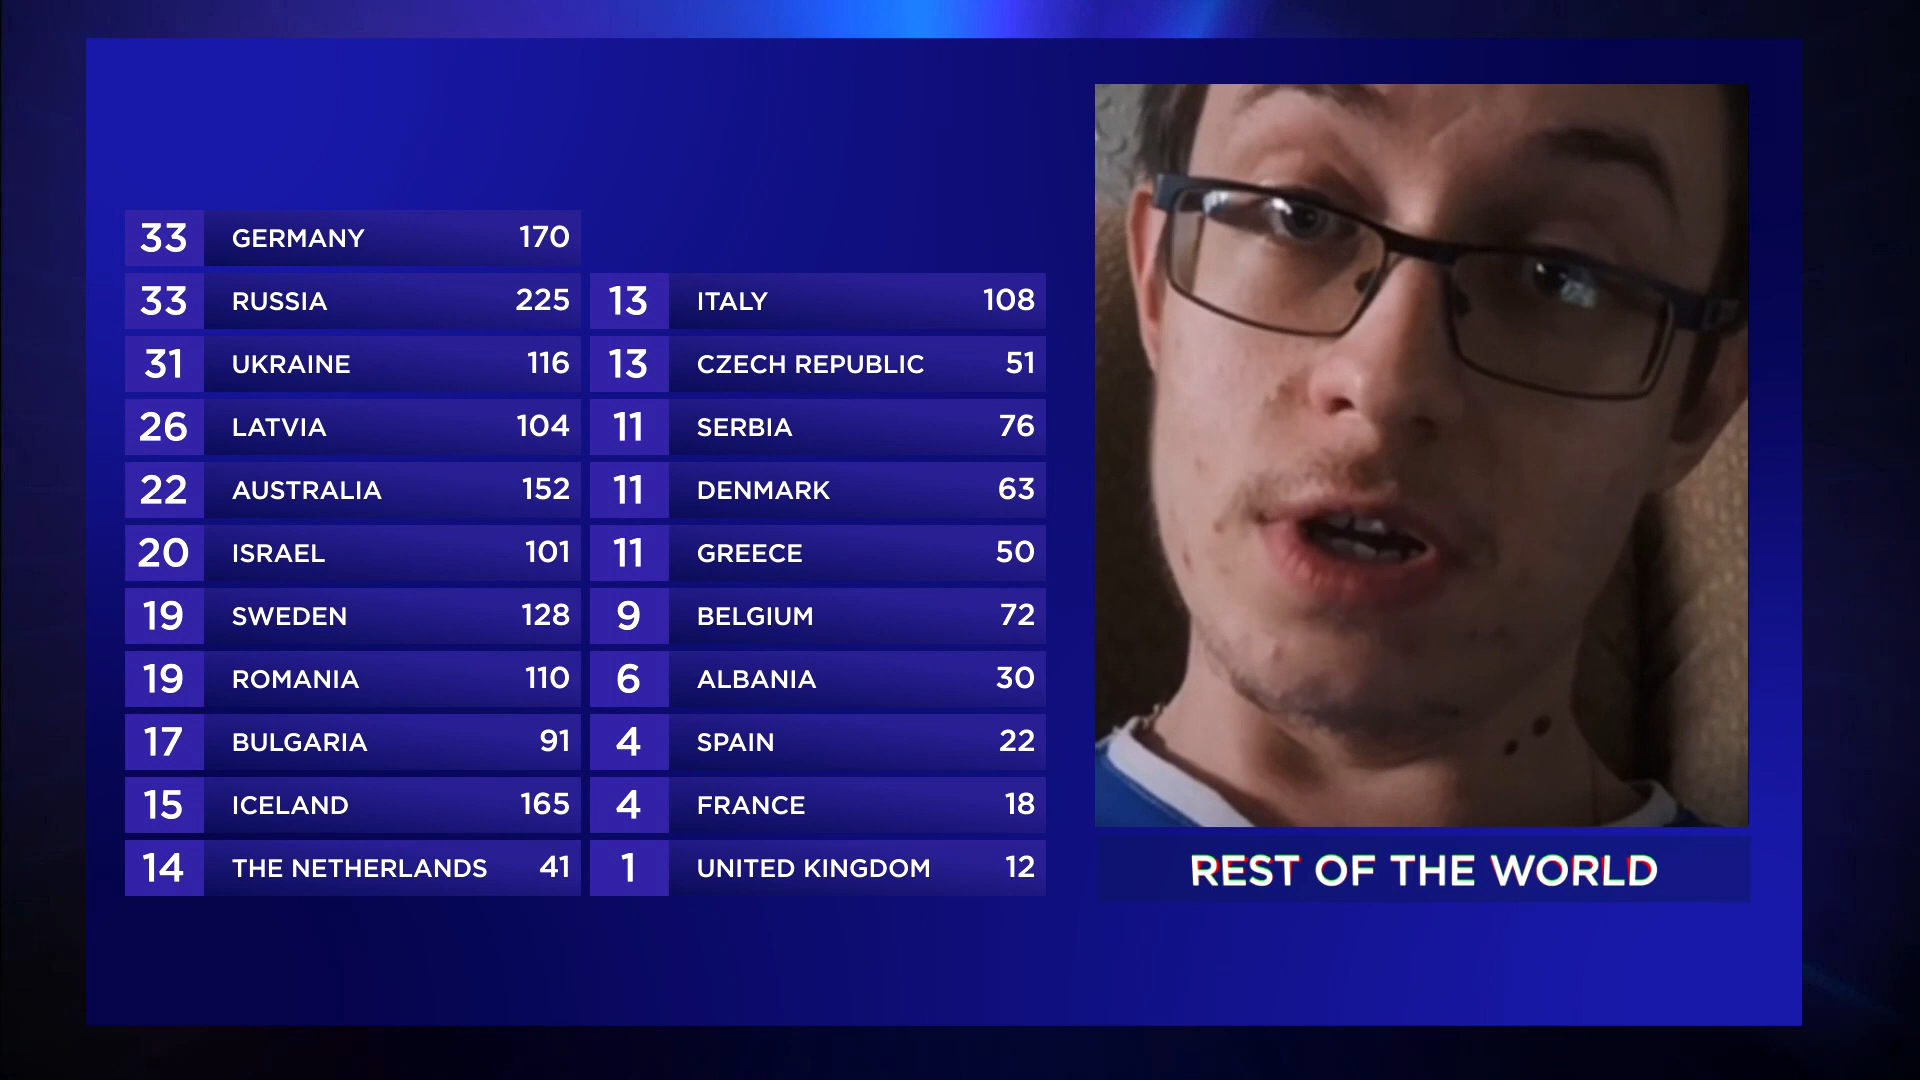 33 GERMANY 170
33 RUSSIA 225
31 UKRAINE 116
26 LATVIA 104
22 AUSTRALIA 152
20 ISRAEL 101
19 SWEDEN 128
19 ROMANIA 110
17 BULGARIA 91
15 ICELAND 165
14 THE NETHERLANDS 41
13 ITALY 108
13 CZECH REPUBLIC 51
11 SERBIA 76
11 DENMARK 63
11 GREECE 50
9 BELGIUM 72
6 ALBANIA 30
4 SPAIN 22
4 FRANCE 18
1 UNITED KINGDOM 12
REST OF THE WORLD